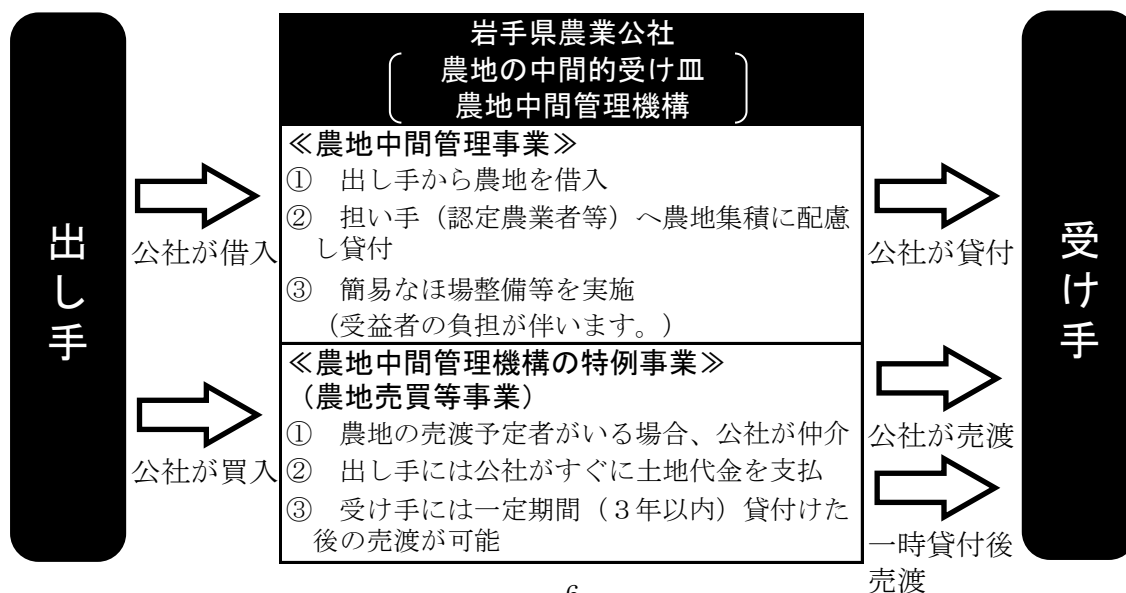 出し手
岩手県農業公社
農地の中間的受け皿
農地中間管理機構
≪農地中間管理事業≫
①　出し手から農地を借入
②　担い手（認定農業者等）へ農地集積に配慮
し貸付
③　簡易なほ場整備等を実施
（受益者の負担が伴います。）
≪農地中間管理機構の特例事業≫
（農地売買等事業）
①　農地の売渡予定者がいる場合、公社が仲介
②　出し手には公社がすぐに土地代金を支払
③　受け手には一定期間（３年以内）貸付けた
後の売渡が可能
公社が借入
公社が買入
公社が貸付
公社が売渡
一時貸付後
売渡
受け手